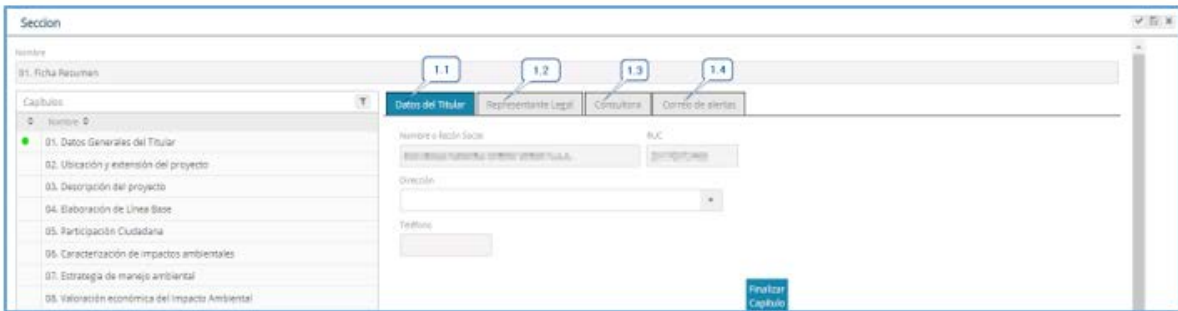 Seccion
Nombre
01. Ficha Resumen
1.1
1.2
1.3
1.4
Capítulos
Datos del Titular
Representante Legal
Consultora
Correo de alertas
Nombre
01. Datos Generales del Titular
02. Ubicación y extensión del proyecto
03. Descripción del proyecto
04. Elaboración de Línea Base
05. Participación Ciudadana
06. Caracterización de impactos ambientales
07. Estrategia de manejo ambiental
08. Valoración económica del Impacto Ambiental
Nombre o Razón Social
RUC
Dirección
Teléfono
Finalizar
Capítulo